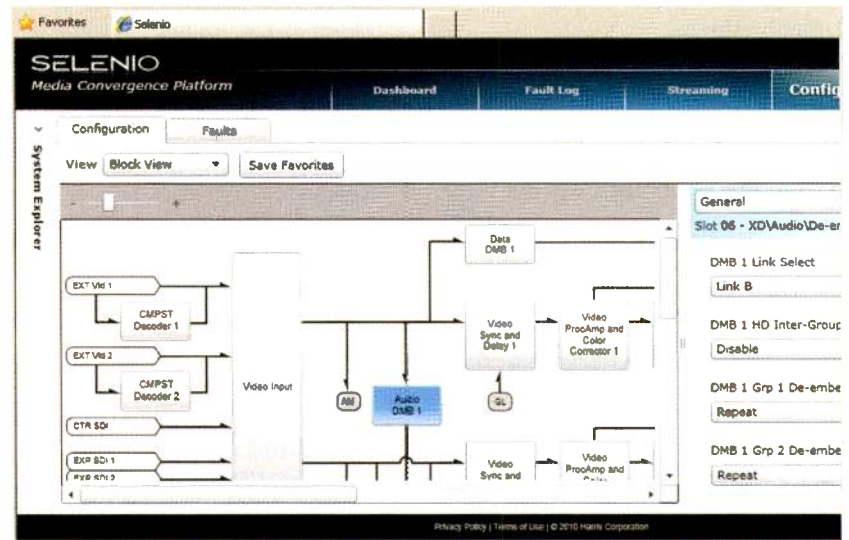 Favorites Selenio
SELENIO
Media Convergence Platform
Dashboard Fault Log Streaming Config
Configuration Faults
System Explorer
View Block View Save Favorites
- +
General
Slot 06 - XD\Audio\De-er
DMB 1 Link Select
Link B
DMB 1 HD Inter-Group
Disable
DMB 1 Grp 1 De-embe
Repeat
DMB 1 Grp 2 De-embe
Repeat
Data
DMB 1
EXT Vid 1
CMPST
Decoder 1
EXT Vid 2
CMPST
Decoder 2
CTR SDI
EXP SDI 1
EXP SDI 2
Video Input
AM
Audio
DMB 1
Video
Sync and
Delay 1
GL
Video
ProcAmp and
Color
Corrector 1
Video
Sync and
Video
ProcAmp and
Privacy Policy | Terms of Use | © 2010 Harris Corporation